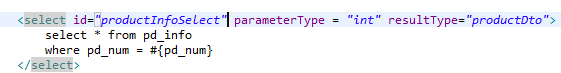 <select id="productInfoSelect" parameterType = "int" resultType="productDto">
select * from pd_info
where pd_num = #{pd_num}
</select>